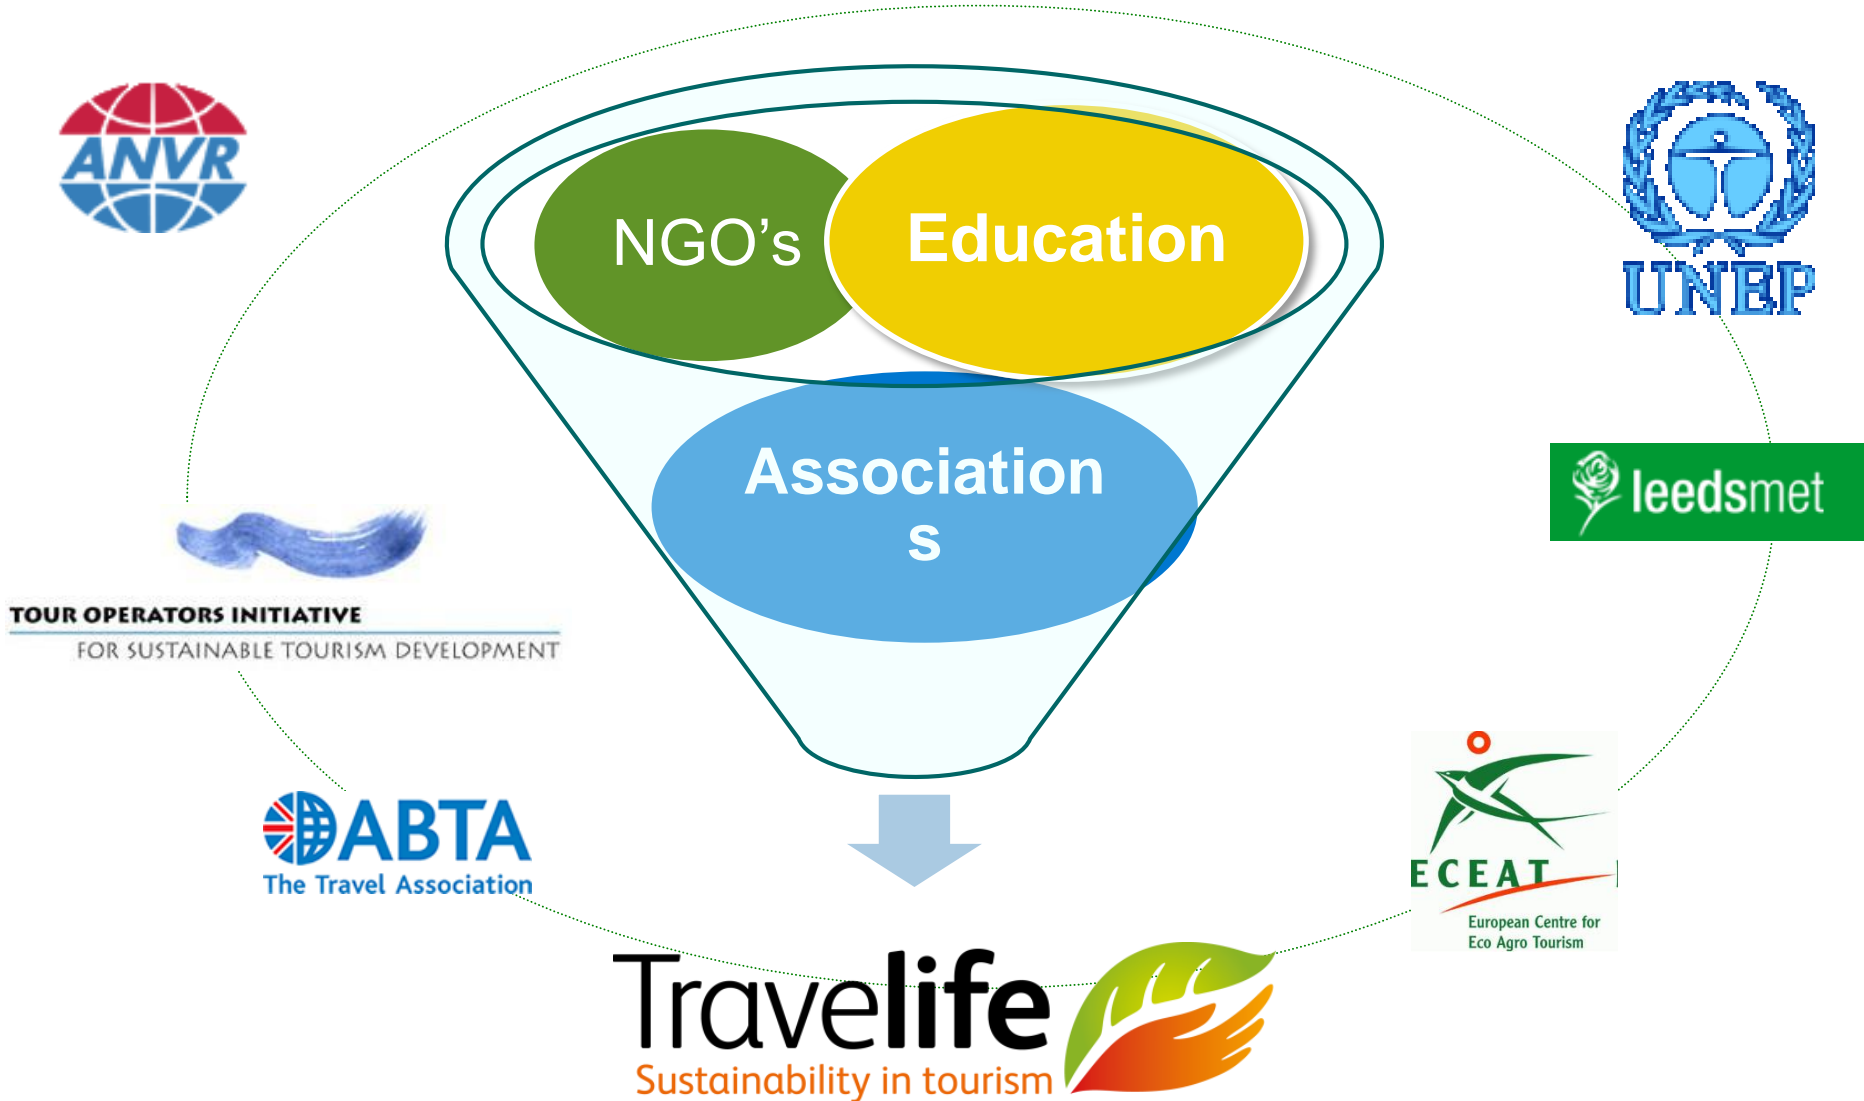 ANVR
UNEP
NGO’s
Education
Association
s
leedsmet
TOUR OPERATORS INITIATIVE
FOR SUSTAINABLE TOURISM DEVELOPMENT
ABTA
The Travel Association
ECEAT
European Centre for
Eco Agro Tourism
Travelife
Sustainability in tourism